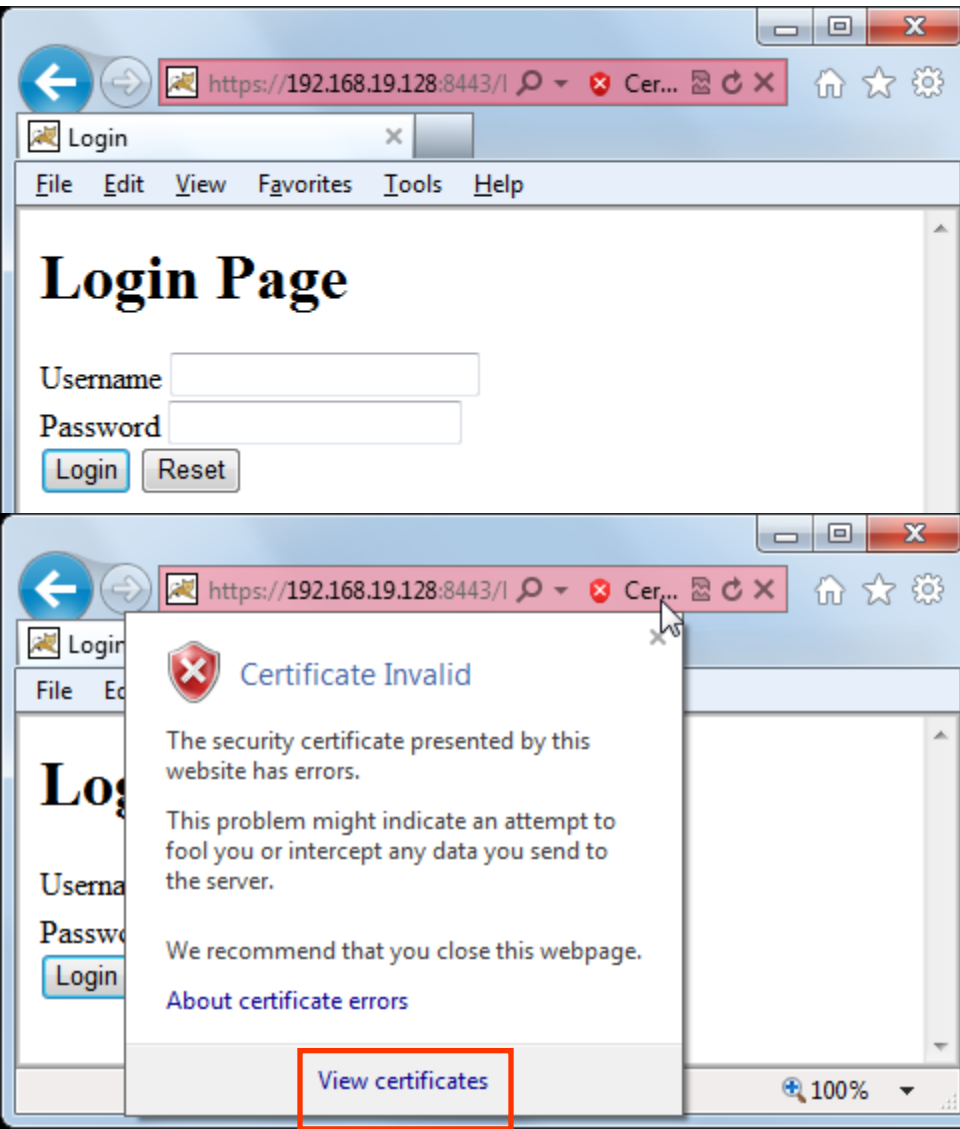 https://192.168.19.128:8443/l Cer...
Login
File Edit View Favorites Tools Help
Login Page
Username
Password
Login Reset
https://192.168.19.128:8443/l Cer...
Login
File Ed
Log
Userna
Passwo
Login
Certificate Invalid
The security certificate presented by this
website has errors.
This problem might indicate an attempt to
fool you or intercept any data you send to
the server.
We recommend that you close this webpage.
About certificate errors
View certificates
100%